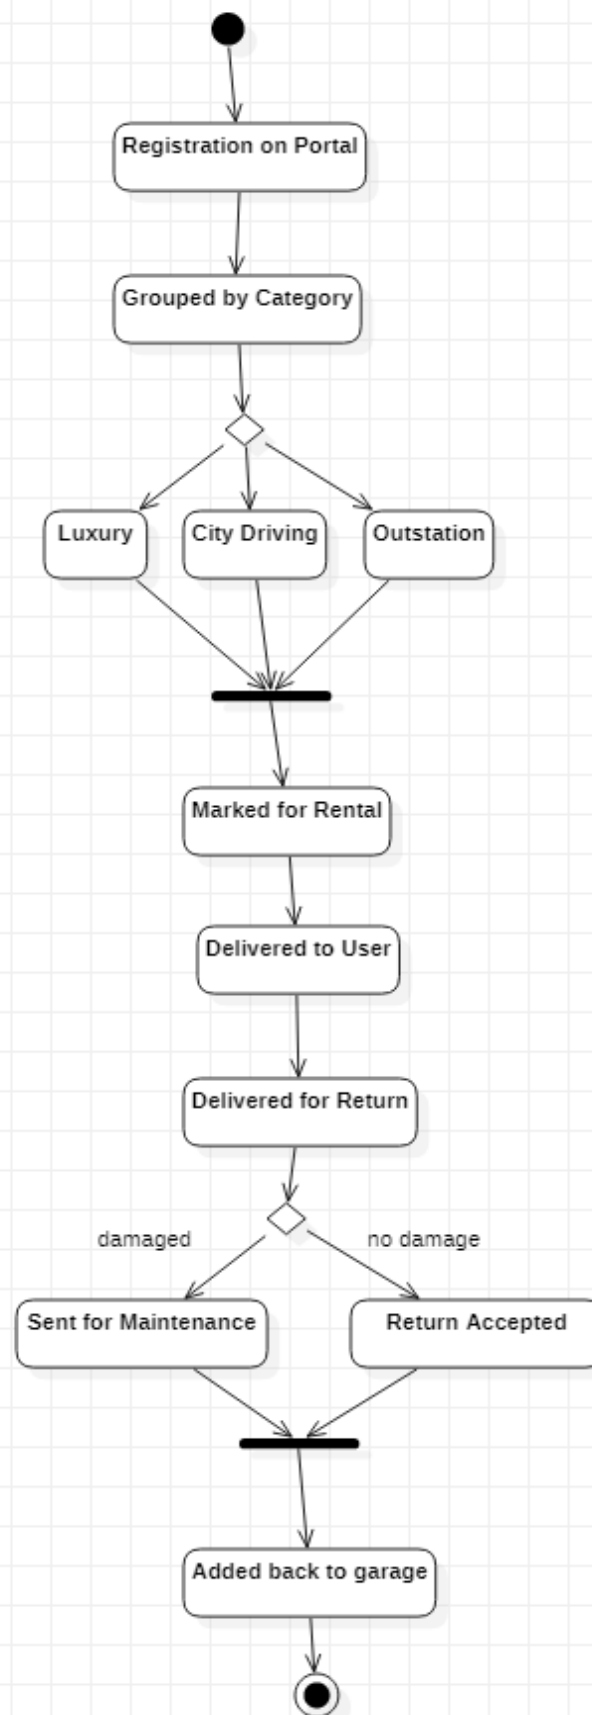 Registration on Portal
Grouped by Category
Luxury
City Driving
Outstation
Marked for Rental
Delivered to User
Delivered for Return
damaged
no damage
Sent for Maintenance
Return Accepted
Added back to garage